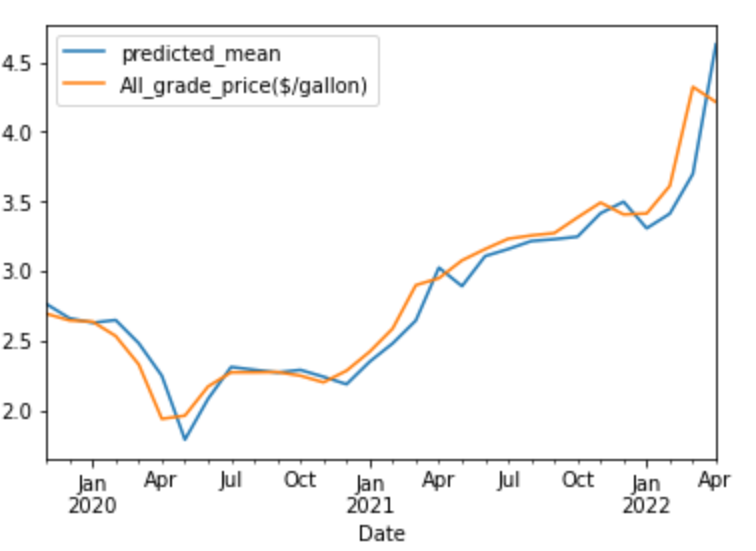 predicted_mean
All_grade_price($/gallon)
4.5
4.0
3.5
3.0
2.5
2.0
Jan Apr Jul Oct Jan Apr Jul Oct Jan Apr
2020 2021 2022
Date